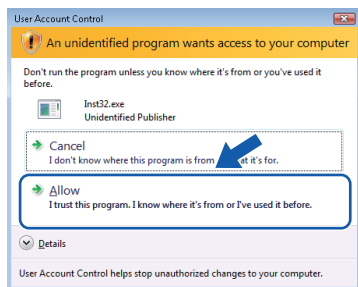 User Account Control
An unidentified program wants access to your computer
Don't run the program unless you know where it's from or you've used it
before.
Inst32.exe
Unidentified Publisher
Cancel
I don't know where this program is from at it's for.
Allow
I trust this program. I know where it's from or I've used it before.
Details
User Account Control helps stop unauthorized changes to your computer.